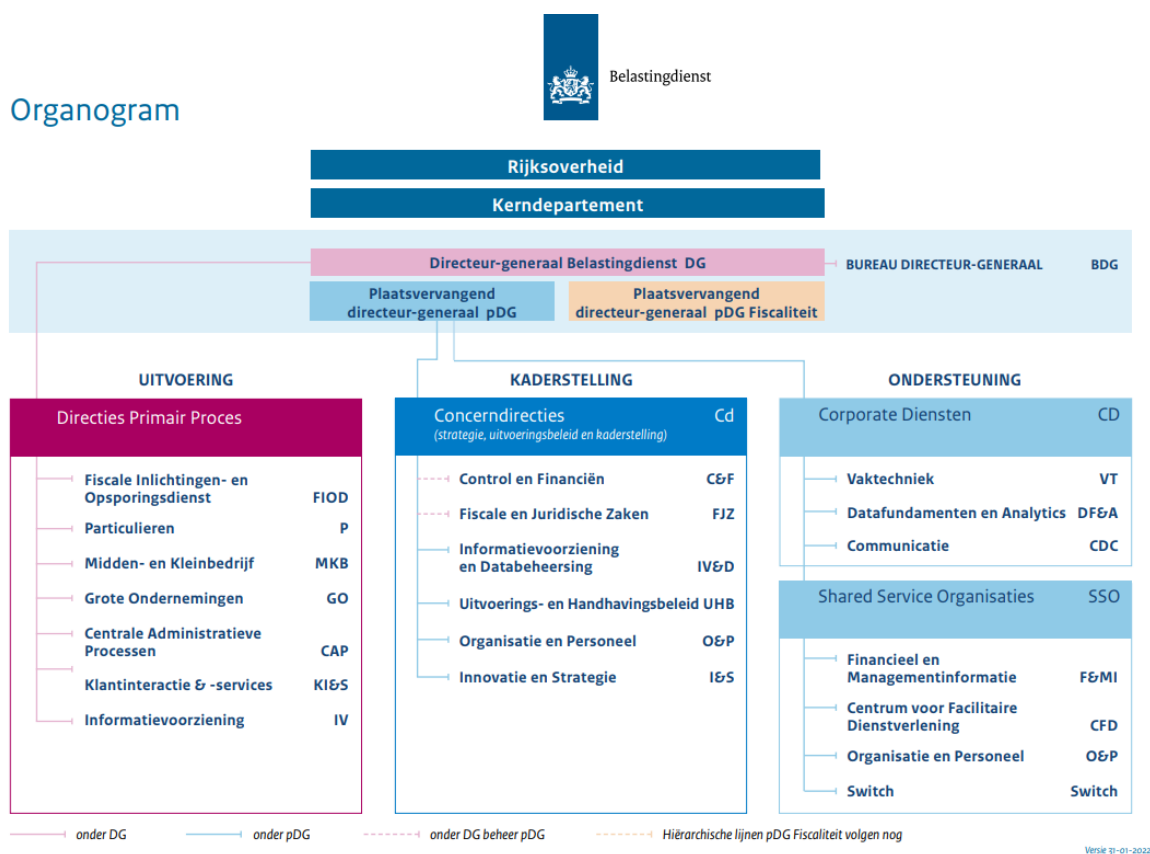 Belastingdienst
Organogram
Rijksoverheid
Kerndepartement
Directeur-generaal Belastingdienst DG
BUREAU DIRECTEUR-GENERAAL BDG
Plaatsvervangend
directeur-generaal pDG
Plaatsvervangend
directeur-generaal pDG Fiscaliteit
UITVOERING
Directies Primair Proces
Fiscale Inlichtingen- en
Opsporingsdienst FIOD
Particulieren P
Midden- en Kleinbedrijf MKB
Grote Ondernemingen GO
Centrale Administratieve
Processen CAP
Klantinteractie & -services KI&S
Informatievoorziening IV
KADERSTELLING
Concerndirecties Cd
(strategie, uitvoeringsbeleid en kaderstelling)
Control en Financiën C&F
Fiscale en Juridische Zaken FJZ
Informatievoorziening
en Databeheersing IV&D
Uitvoerings- en Handhavingsbeleid UHB
Organisatie en Personeel O&P
Innovatie en Strategie I&S
ONDERSTEUNING
Corporate Diensten CD
Vaktechniek VT
Datafundamenten en Analytics DF&A
Communicatie CDC
Shared Service Organisaties SSO
Financieel en
Managementinformatie F&MI
Centrum voor Facilitaire
Dienstverlening CFD
Organisatie en Personeel O&P
Switch Switch
onder DG
onder pDG
onder DG beheer pDG
Hiërarchische lijnen pDG Fiscaliteit volgen nog
Versie 31-01-2022